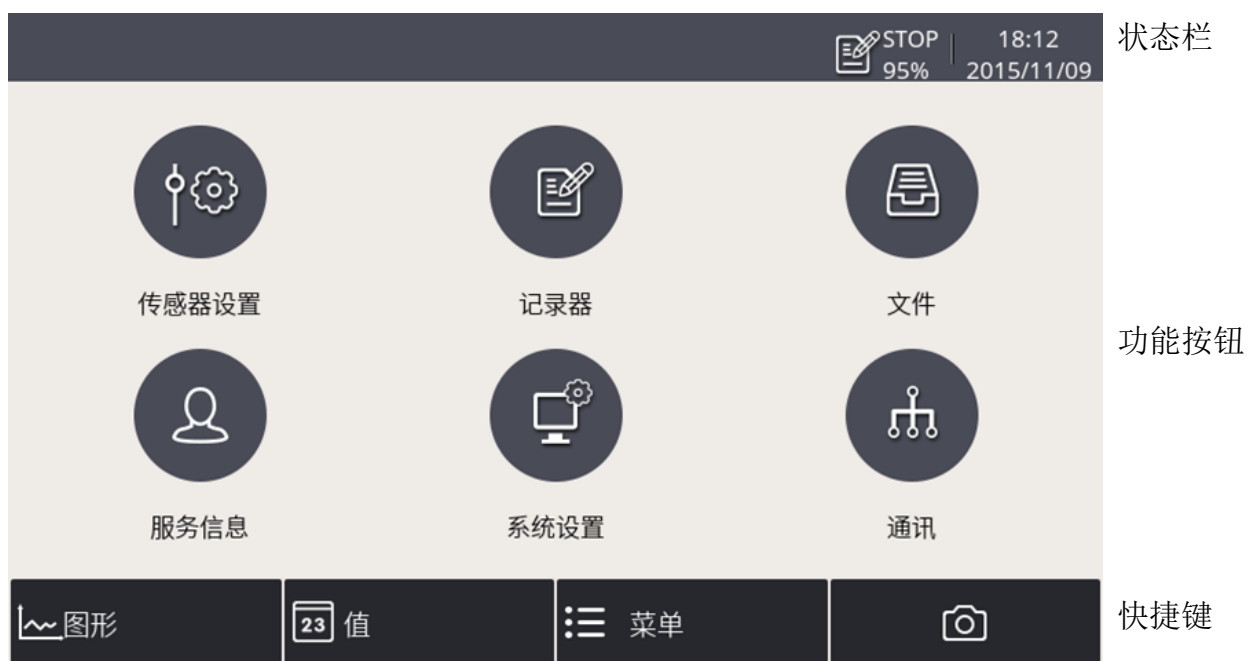 STOP 18:12 状态栏
95% 2015/11/09
传感器设置 记录器 文件
功能按钮
服务信息 系统设置 通讯
图形 23 值 菜单 快捷键